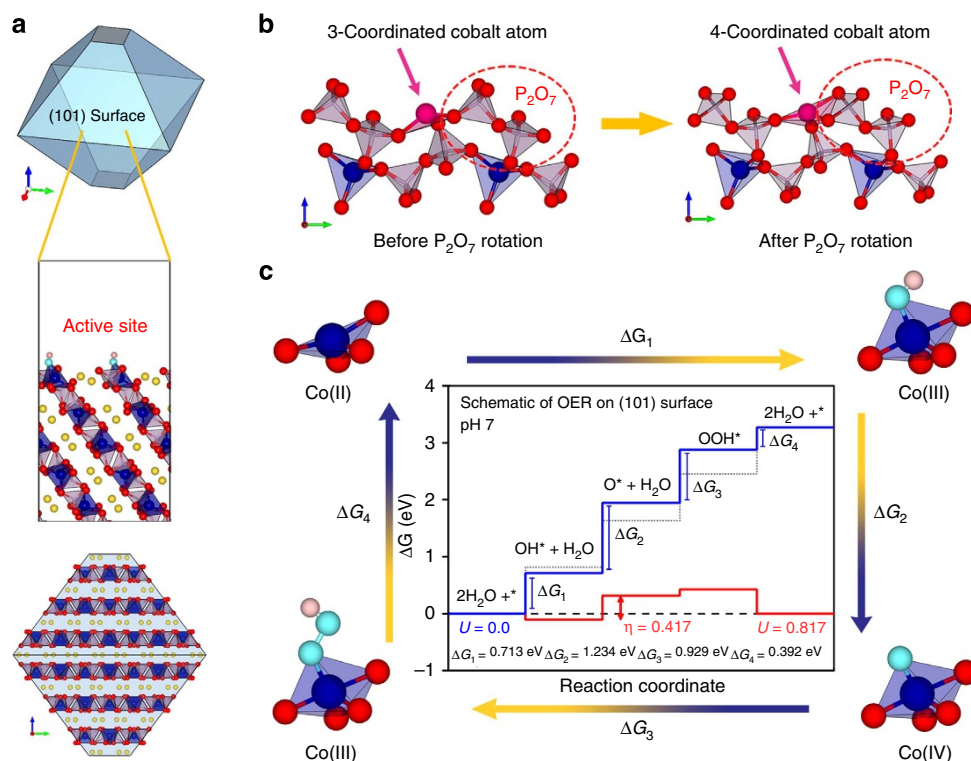 a
(101) Surface
Active site
b
3-Coordinated cobalt atom
4-Coordinated cobalt atom
P₂O₇
P₂O₇
Before P₂O₇ rotation
After P₂O₇ rotation
c
Co(II)
ΔG₁
Co(III)
ΔG₄
ΔG (eV)
4
3
2
1
0
−1
Schematic of OER on (101) surface
pH 7
2H₂O +*
OOH*
ΔG₄
O* + H₂O
ΔG₃
OH* + H₂O
ΔG₂
2H₂O +*
ΔG₁
U = 0.0
η = 0.417
U = 0.817
ΔG₁ = 0.713 eV ΔG₂ = 1.234 eV ΔG₃ = 0.929 eV ΔG₄ = 0.392 eV
Reaction coordinate
ΔG₂
Co(III)
ΔG₃
Co(IV)